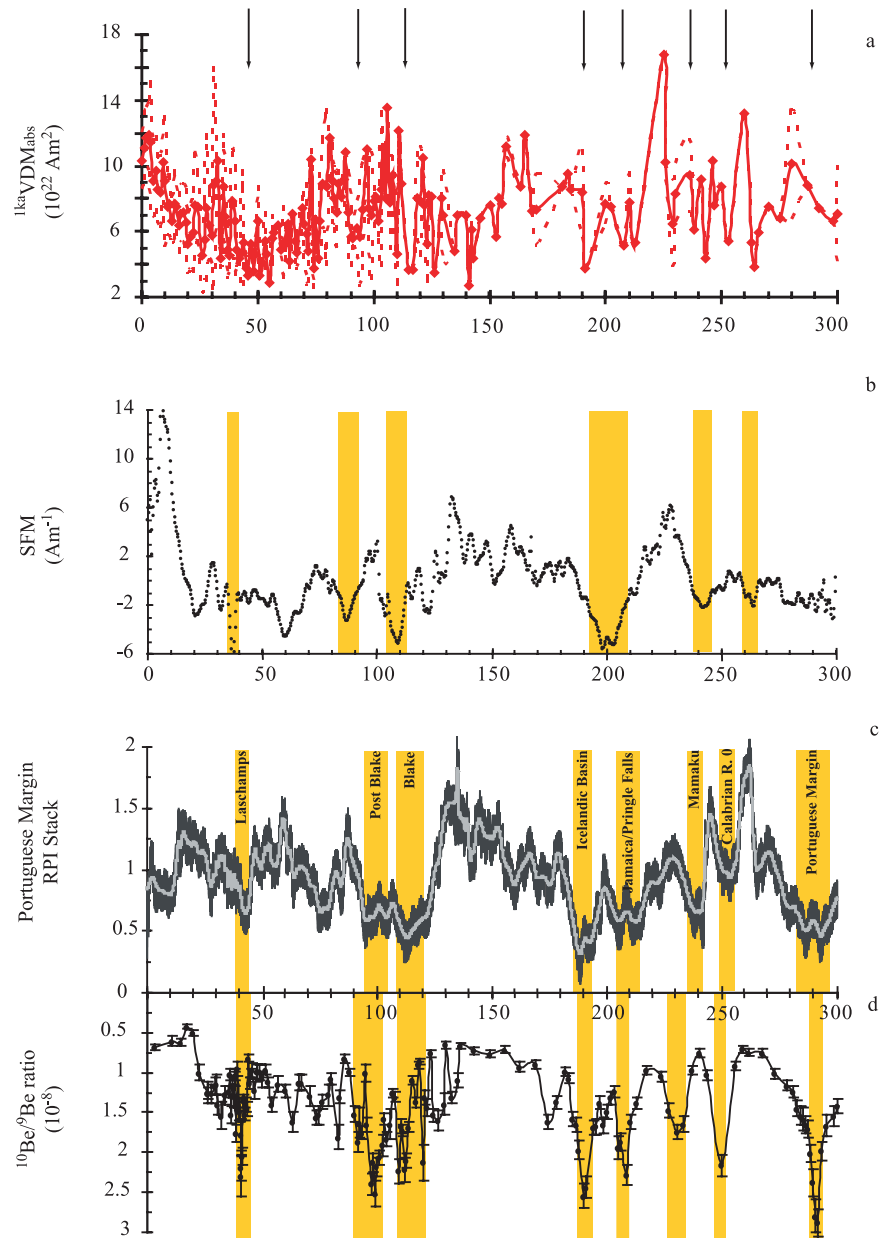 a
1ka VDMabs
(10^22 Am^2)
18
14
10
6
2
0 50 100 150 200 250 300
b
SFM
(Am^-1)
14
10
6
2
-2
-6
0 50 100 150 200 250 300
c
Portuguese Margin
RPI Stack
2
1.5
1
0.5
0
Laschamps
Post Blake
Blake
Icelandic Basin
Jamaica/Pringle Falls
Mamaku
Calabrian R. 0
Portuguese Margin
50 100 150 200 250 300
d
^10Be/^9Be ratio
(10^-8)
0.5
1
1.5
2
2.5
3